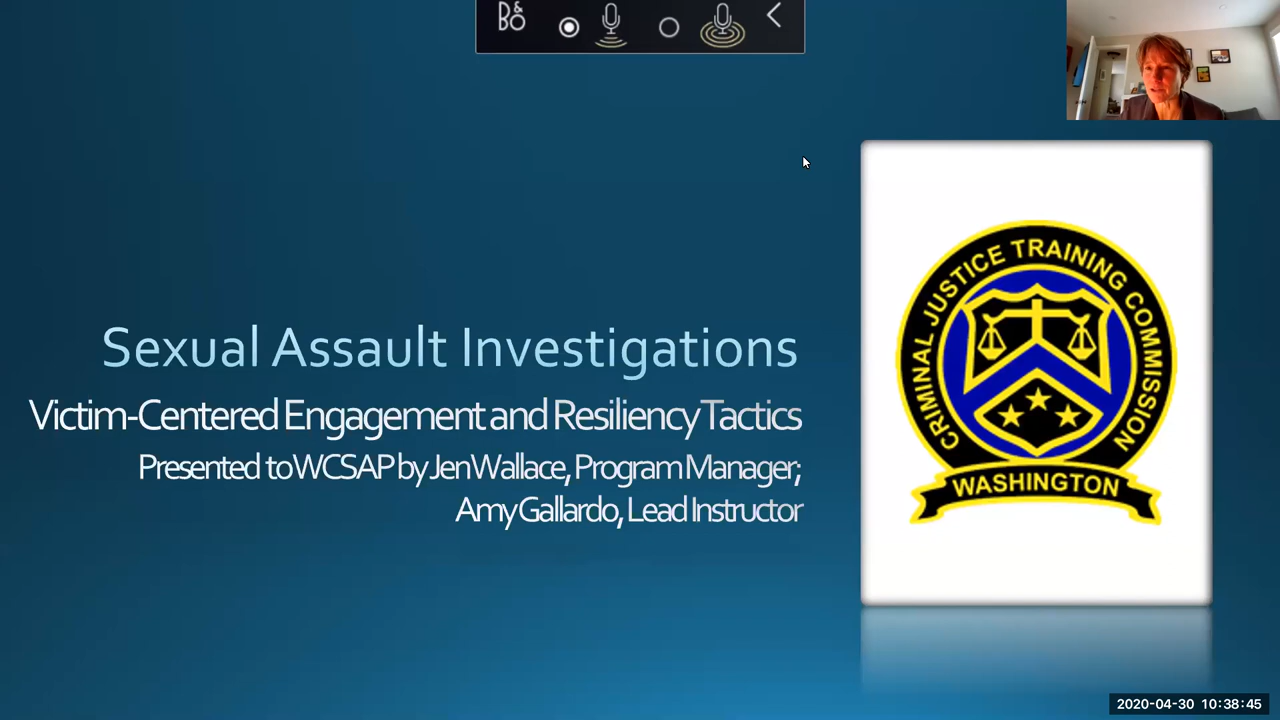 B&O
Sexual Assault Investigations
Victim-Centered Engagement and Resiliency Tactics
Presented to WCSAP by Jen Wallace, Program Manager;
Amy Gallardo, Lead Instructor
CRIMINAL JUSTICE TRAINING COMMISSION
WASHINGTON
2020-04-30 10:38:45